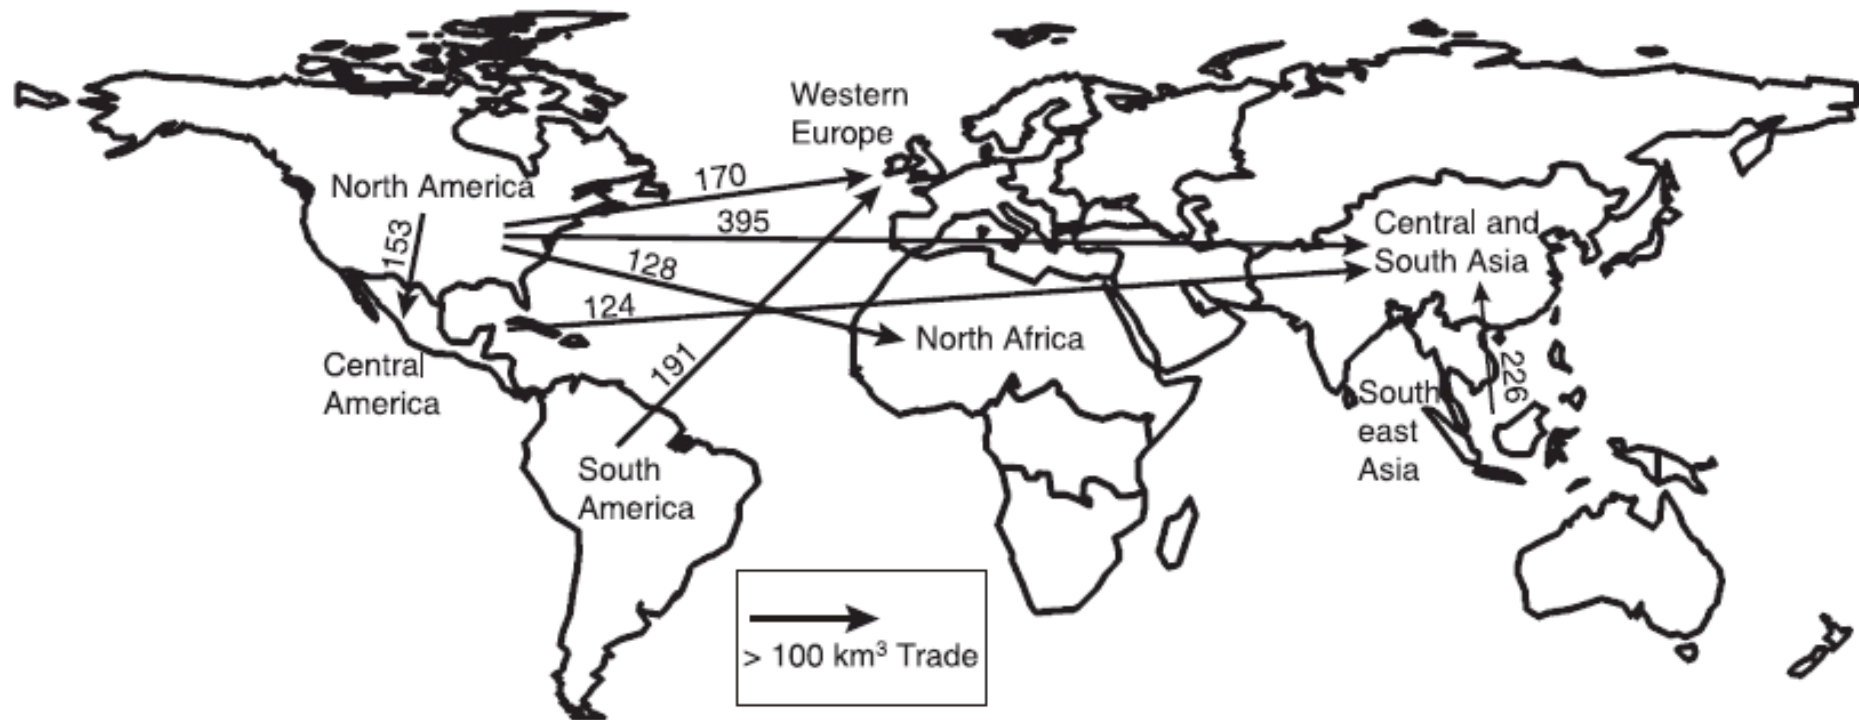 Western
Europe
North America
170
153
395
128
124
Central and
South Asia
North Africa
191
Central
America
226
South
east
Asia
South
America
> 100 km³ Trade